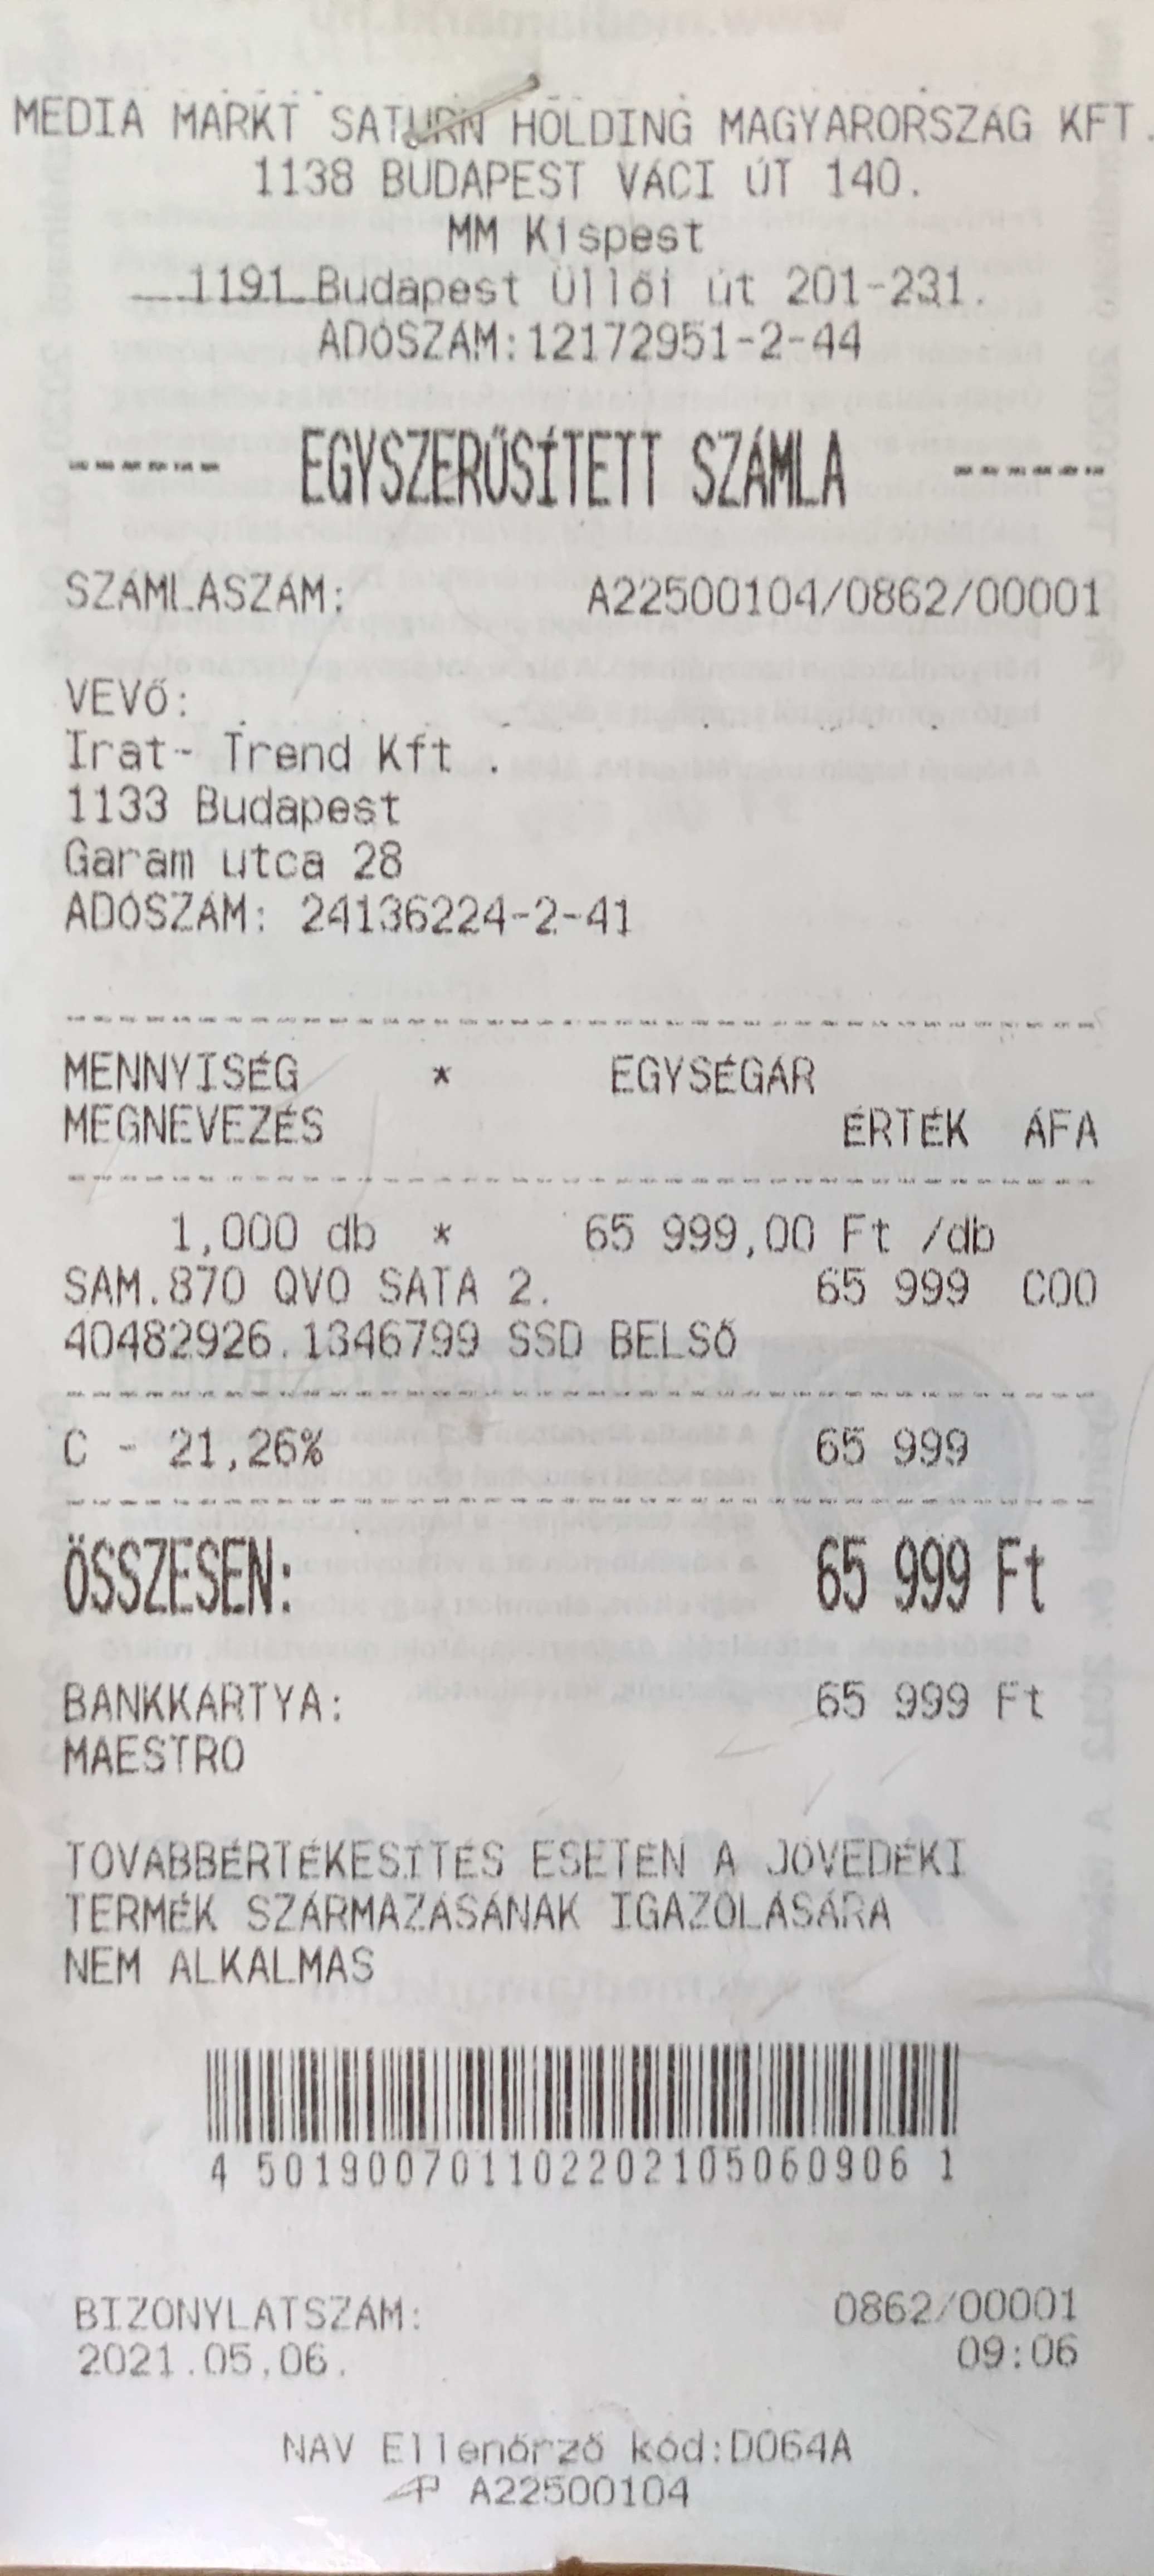 MEDIA MARKT SATURN HOLDING MAGYARORSZÁG KFT.
1138 BUDAPEST VÁCI ÚT 140.
MM Kispest
1191 Budapest Üllői út 201-231.
ADÓSZÁM:12172951-2-44
------ EGYSZERŰSÍTETT SZÁMLA ------
SZÁMLASZÁM: A22500104/0862/00001
VEVŐ:
Irat- Trend Kft .
1133 Budapest
Garam utca 28
ADÓSZÁM: 24136224-2-41
MENNYISÉG * EGYSÉGÁR
MEGNEVEZÉS ÉRTÉK ÁFA
1,000 db * 65 999,00 Ft /db
SAM.870 QVO SATA 2. 65 999 C00
40482926.1346799 SSD BELSŐ
C - 21,26% 65 999
ÖSSZESEN: 65 999 Ft
BANKKÁRTYA: 65 999 Ft
MAESTRO
TOVÁBBÉRTÉKESÍTÉS ESETÉN A JÖVEDÉKI
TERMÉK SZÁRMAZÁSÁNAK IGAZOLÁSÁRA
NEM ALKALMAS
4 501900701102202105060906 1
BIZONYLATSZÁM: 0862/00001
2021.05.06. 09:06
NAV Ellenőrző kód:D064A
AP A22500104